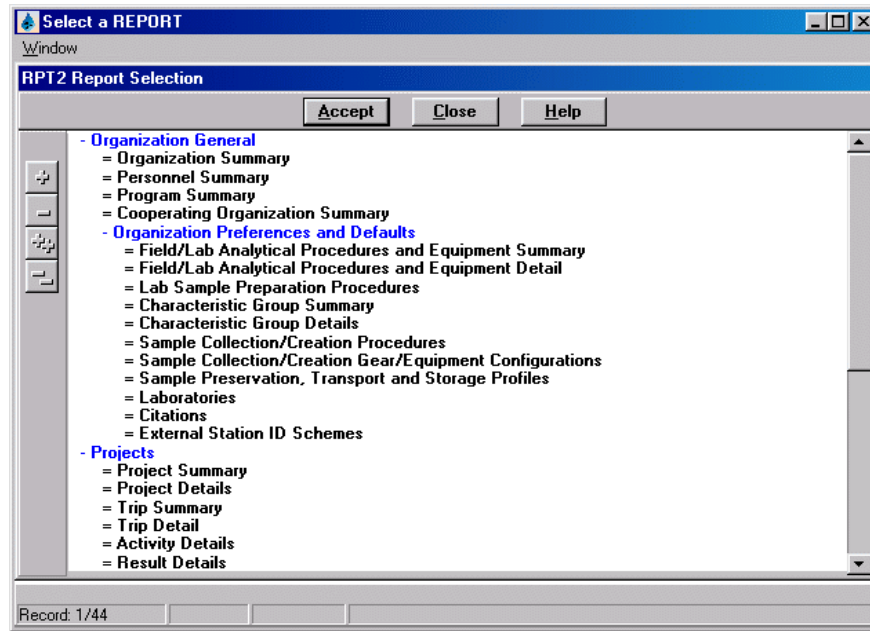 Select a REPORT
Window
RPT2 Report Selection
Accept Close Help
- Organization General
= Organization Summary
= Personnel Summary
= Program Summary
= Cooperating Organization Summary
- Organization Preferences and Defaults
= Field/Lab Analytical Procedures and Equipment Summary
= Field/Lab Analytical Procedures and Equipment Detail
= Lab Sample Preparation Procedures
= Characteristic Group Summary
= Characteristic Group Details
= Sample Collection/Creation Procedures
= Sample Collection/Creation Gear/Equipment Configurations
= Sample Preservation, Transport and Storage Profiles
= Laboratories
= Citations
= External Station ID Schemes
- Projects
= Project Summary
= Project Details
= Trip Summary
= Trip Detail
= Activity Details
= Result Details
Record: 1/44